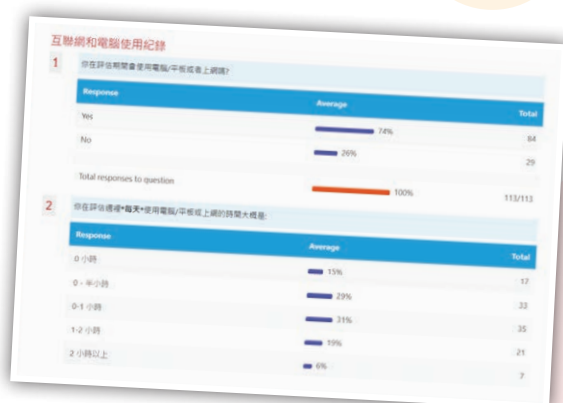 互聯網和電腦使用紀錄
1 你在評估期間會使用電腦/平板或者上網嗎?
Response Average Total
Yes 74% 84
No 26% 29
Total responses to question 100% 113/113
2 你在評估週裡*每天*使用電腦/平板或上網的時間大概是:
Response Average Total
0 小時 15% 17
0 - 半小時 29% 33
0-1 小時 31% 35
1-2 小時 19% 21
2 小時以上 6% 7